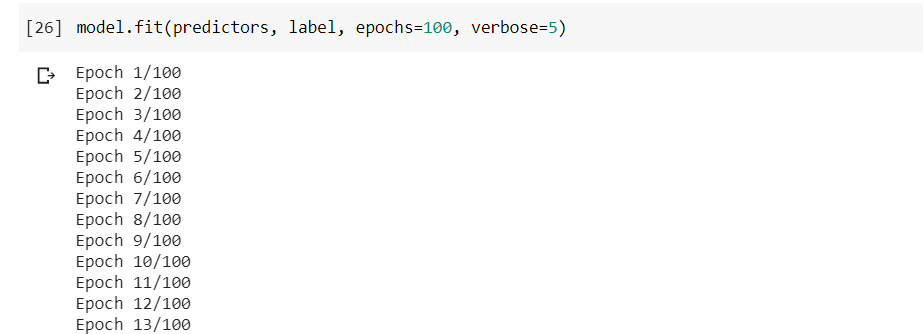 [26] model.fit(predictors, label, epochs=100, verbose=5)
Epoch 1/100
Epoch 2/100
Epoch 3/100
Epoch 4/100
Epoch 5/100
Epoch 6/100
Epoch 7/100
Epoch 8/100
Epoch 9/100
Epoch 10/100
Epoch 11/100
Epoch 12/100
Epoch 13/100